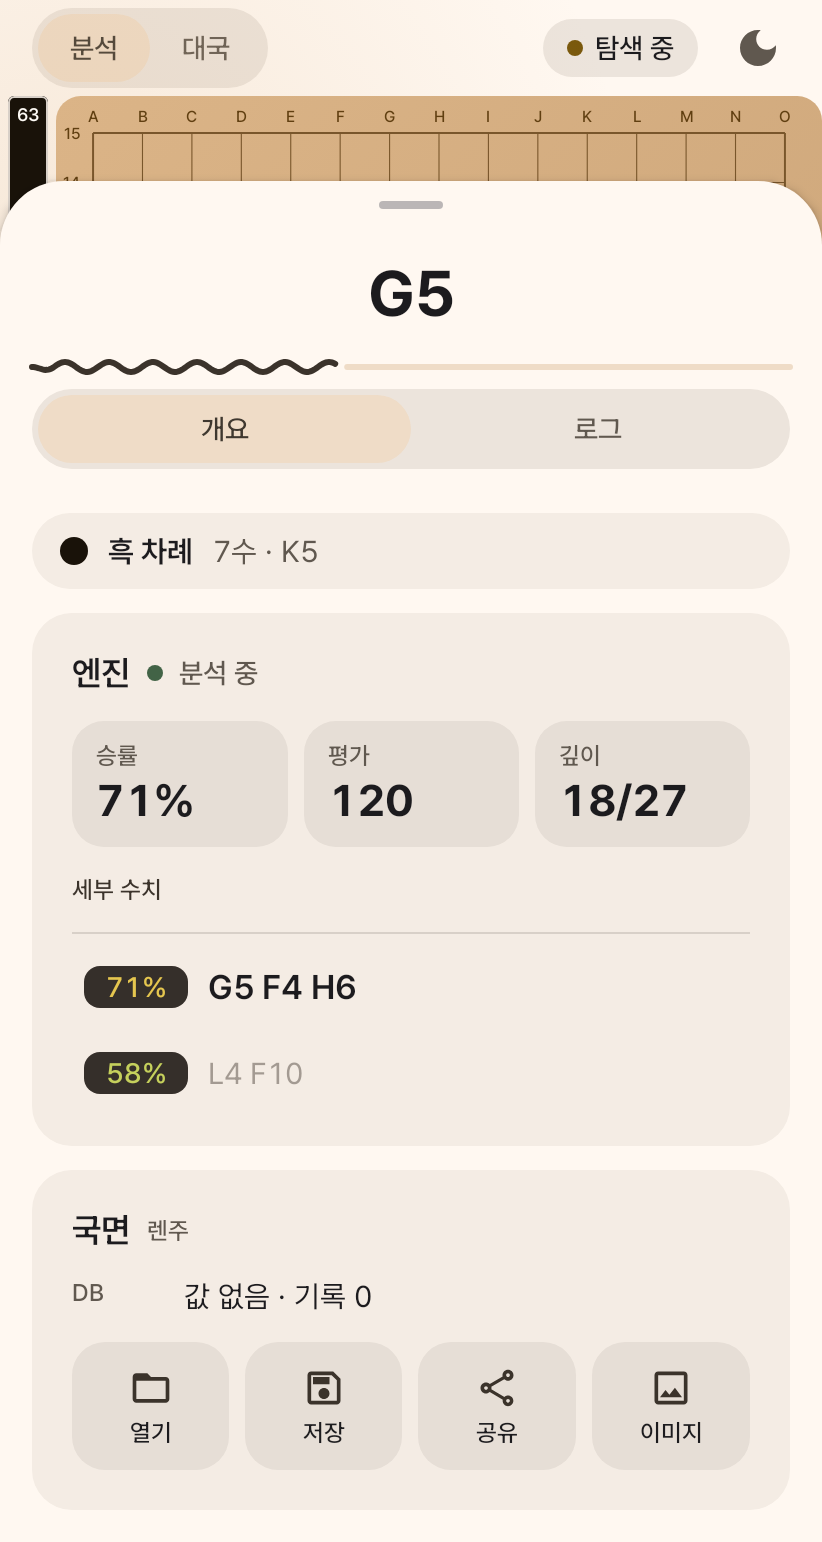 분석 대국 탐색 중
63 A B C D E F G H I J K L M N O
15
14
G5
개요 로그
흑 차례 7수 · K5
엔진 분석 중
승률 평가 깊이
71% 120 18/27
세부 수치
71% G5 F4 H6
58% L4 F10
국면 렌주
DB 값 없음 · 기록 0
열기 저장 공유 이미지